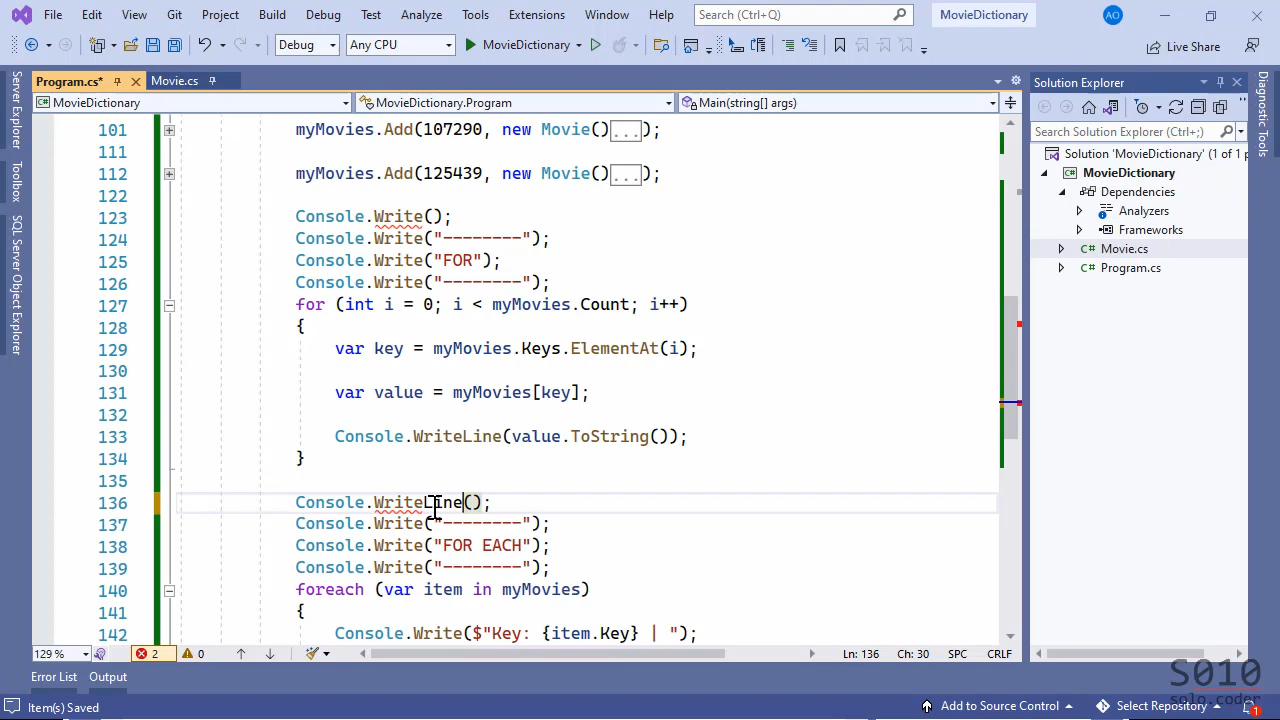 File Edit View Git Project Build Debug Test Analyze Tools Extensions Window Help Search (Ctrl+Q) MovieDictionary AO
Debug Any CPU MovieDictionary Live Share
Program.cs* Movie.cs
MovieDictionary MovieDictionary.Program Main(string[] args)
101 myMovies.Add(107290, new Movie()...);
111
112 myMovies.Add(125439, new Movie()...);
122
123 Console.Write();
124 Console.Write("--------");
125 Console.Write("FOR");
126 Console.Write("--------");
127 for (int i = 0; i < myMovies.Count; i++)
128 {
129 var key = myMovies.Keys.ElementAt(i);
130
131 var value = myMovies[key];
132
133 Console.WriteLine(value.ToString());
134 }
135
136 Console.WriteLine();
137 Console.Write("--------");
138 Console.Write("FOR EACH");
139 Console.Write("--------");
140 foreach (var item in myMovies)
141 {
142 Console.Write($"Key: {item.Key} | ");
129 % 2 0 Ln: 136 Ch: 30 SPC CRLF
Server Explorer
Toolbox
SQL Server Object Explorer
Solution Explorer
Search Solution Explorer (Ctrl+;)
Solution 'MovieDictionary' (1 of 1 p
MovieDictionary
Dependencies
Analyzers
Frameworks
C# Movie.cs
C# Program.cs
Diagnostic Tools
Error List Output
S010
solo.coder
Item(s) Saved Add to Source Control Select Repository 1